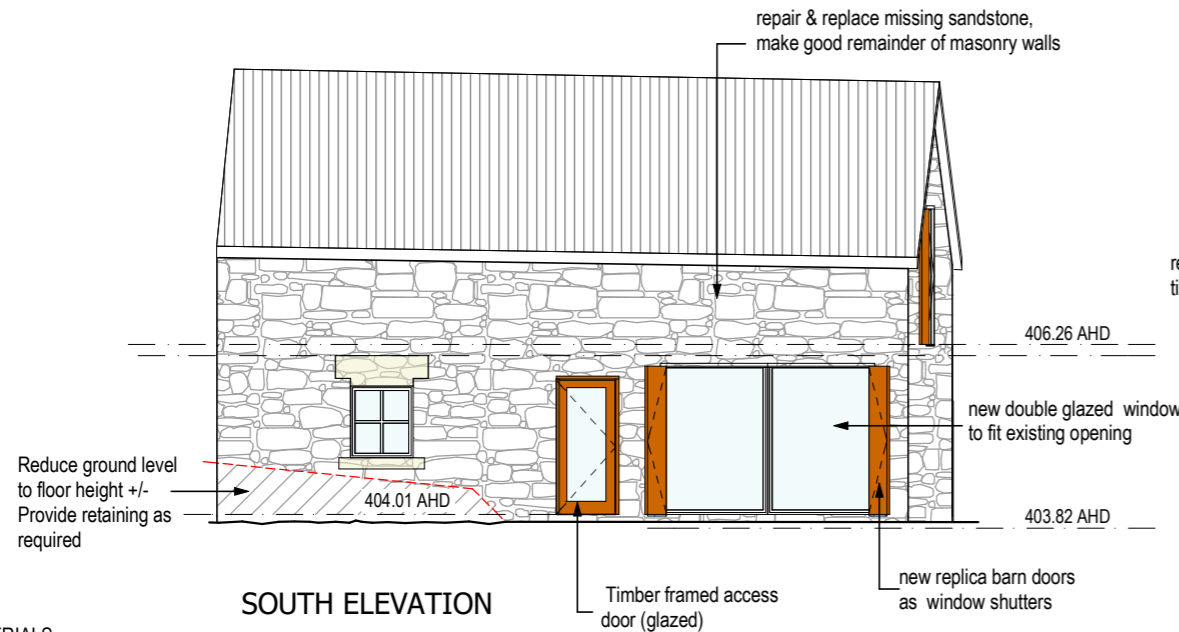 repair & replace missing sandstone,
make good remainder of masonry walls
re
ti
406.26 AHD
new double glazed window
to fit existing opening
Reduce ground level
to floor height +/-
Provide retaining as
required
404.01 AHD
403.82 AHD
new replica barn doors
as window shutters
Timber framed access
door (glazed)
SOUTH ELEVATION